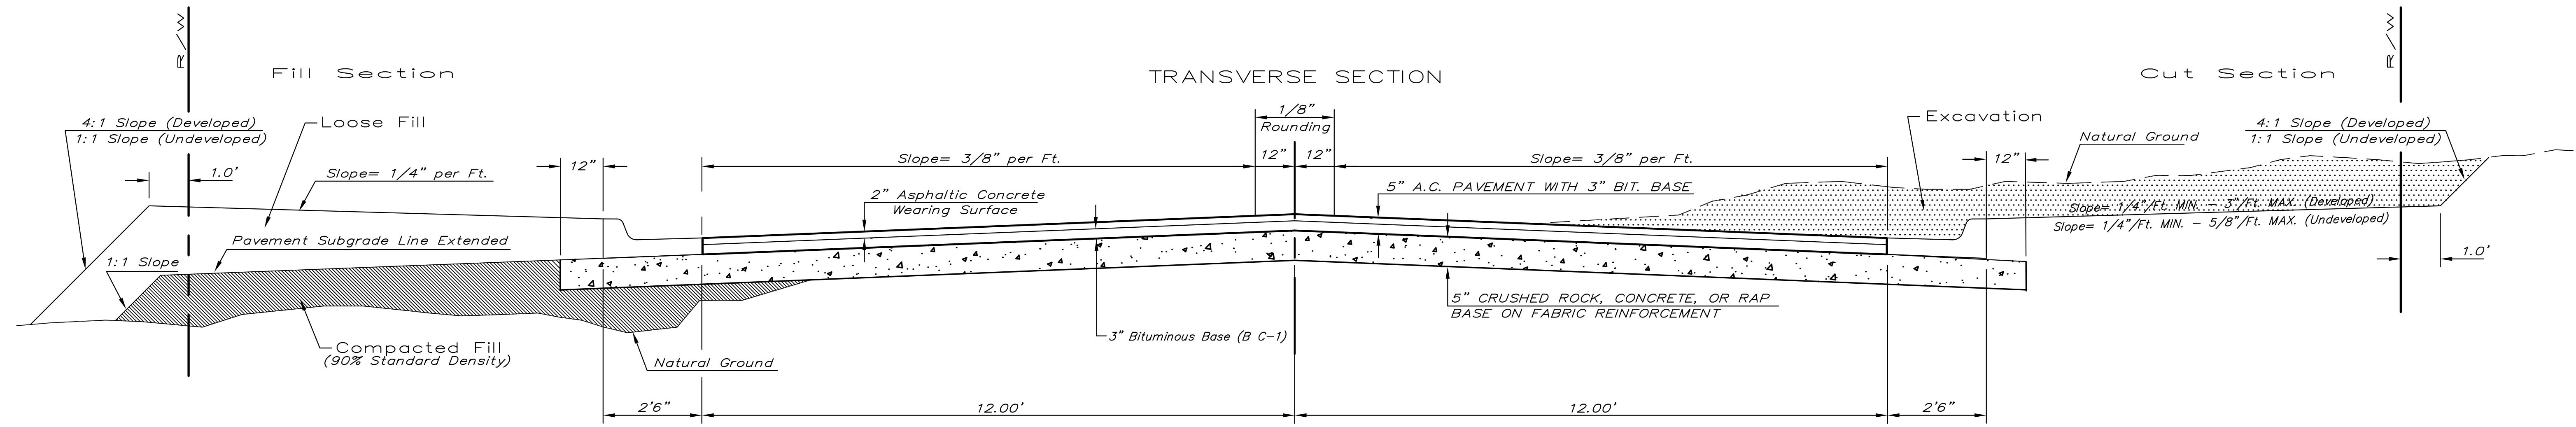 R/W
R/W
Fill Section
TRANSVERSE SECTION
Cut Section
1/8"
Rounding
4:1 Slope (Developed)
1:1 Slope (Undeveloped)
Loose Fill
Excavation
Natural Ground
4:1 Slope (Developed)
1:1 Slope (Undeveloped)
1.0'
Slope= 1/4" per Ft.
12"
Slope= 3/8" per Ft.
12"
12"
Slope= 3/8" per Ft.
12"
2" Asphaltic Concrete
Wearing Surface
5" A.C. PAVEMENT WITH 3" BIT. BASE
Slope= 1/4"/Ft. MIN. - 3"/Ft. MAX. (Developed)
Slope= 1/4"/Ft. MIN. - 5/8"/Ft. MAX. (Undeveloped)
Pavement Subgrade Line Extended
1:1 Slope
1.0'
5" CRUSHED ROCK, CONCRETE, OR RAP
BASE ON FABRIC REINFORCEMENT
3" Bituminous Base (B C-1)
Compacted Fill
(90% Standard Density)
Natural Ground
2'6"
12.00'
12.00'
2'6"